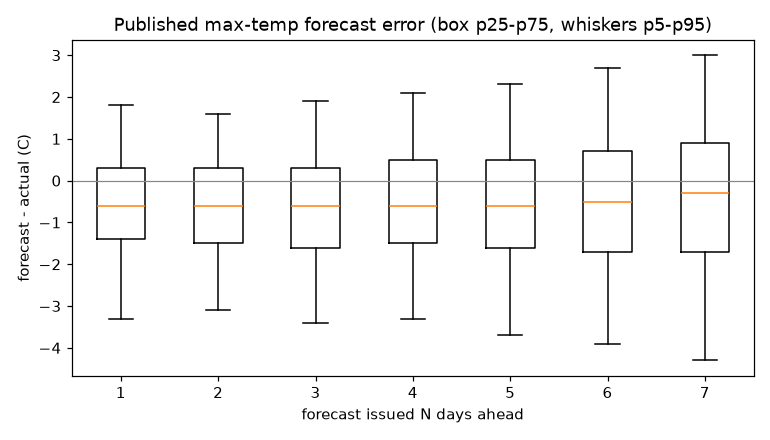 Published max-temp forecast error (box p25-p75, whiskers p5-p95)
forecast - actual (C)
3
2
1
0
−1
−2
−3
−4
1 2 3 4 5 6 7
forecast issued N days ahead